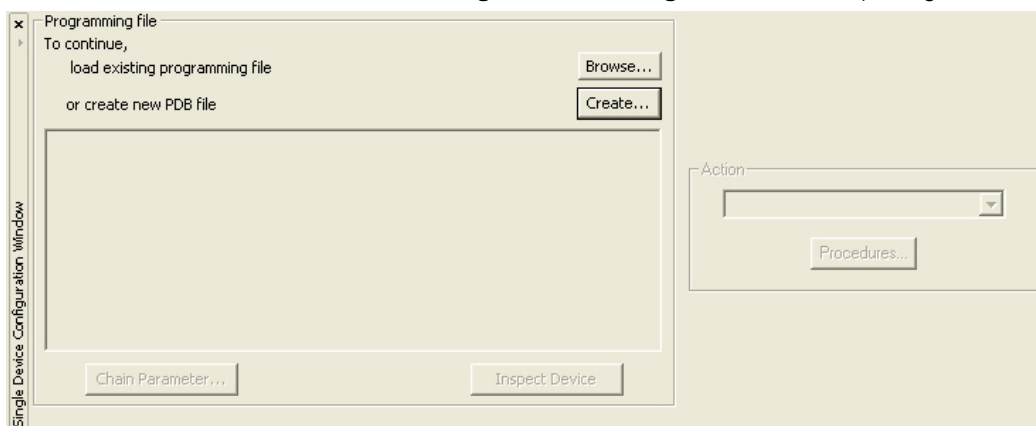 Programming file
To continue,
load existing programming file
Browse...
or create new PDB file
Create...
Action
Procedures...
Chain Parameter...
Inspect Device
Single Device Configuration Window